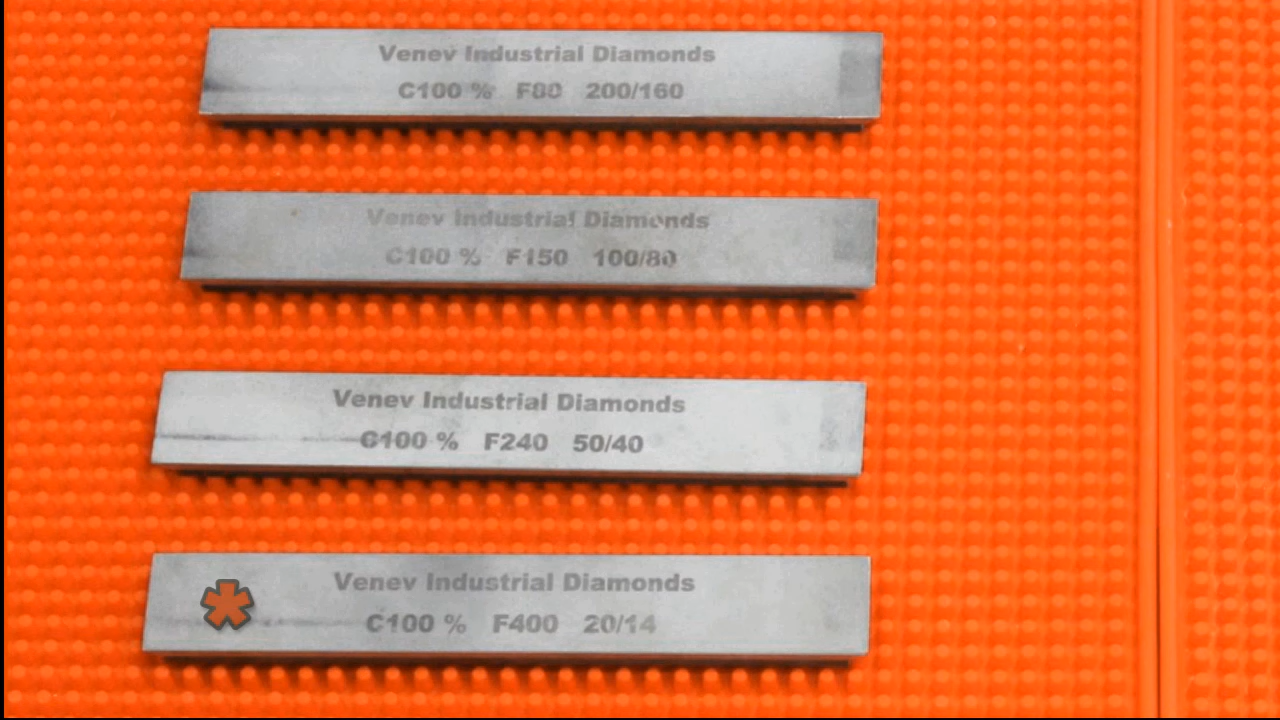 Venev Industrial Diamonds
C100 % F80 200/160
Venev Industrial Diamonds
C100 % F150 100/80
Venev Industrial Diamonds
C100 % F240 50/40
Venev Industrial Diamonds
C100 % F400 20/14